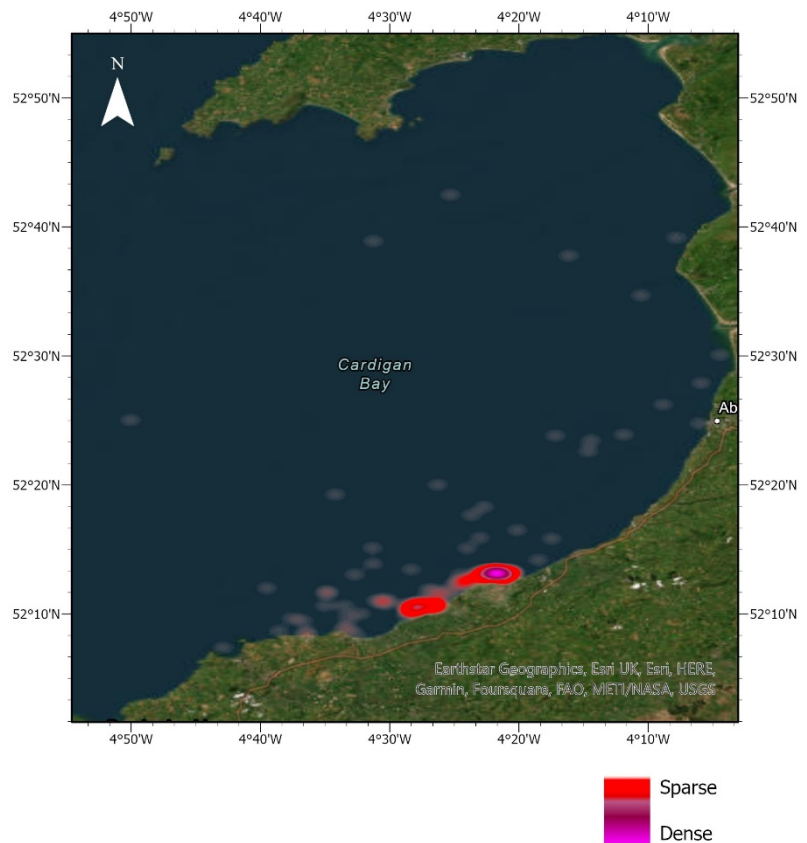 4°50'W 4°40'W 4°30'W 4°20'W 4°10'W
N
52°50'N 52°50'N
52°40'N 52°40'N
52°30'N 52°30'N
Cardigan
Bay
Ab
52°20'N 52°20'N
52°10'N 52°10'N
Earthstar Geographics, Esri UK, Esri, HERE,
Garmin, Foursquare, FAO, METI/NASA, USGS
4°50'W 4°40'W 4°30'W 4°20'W 4°10'W
Sparse
Dense